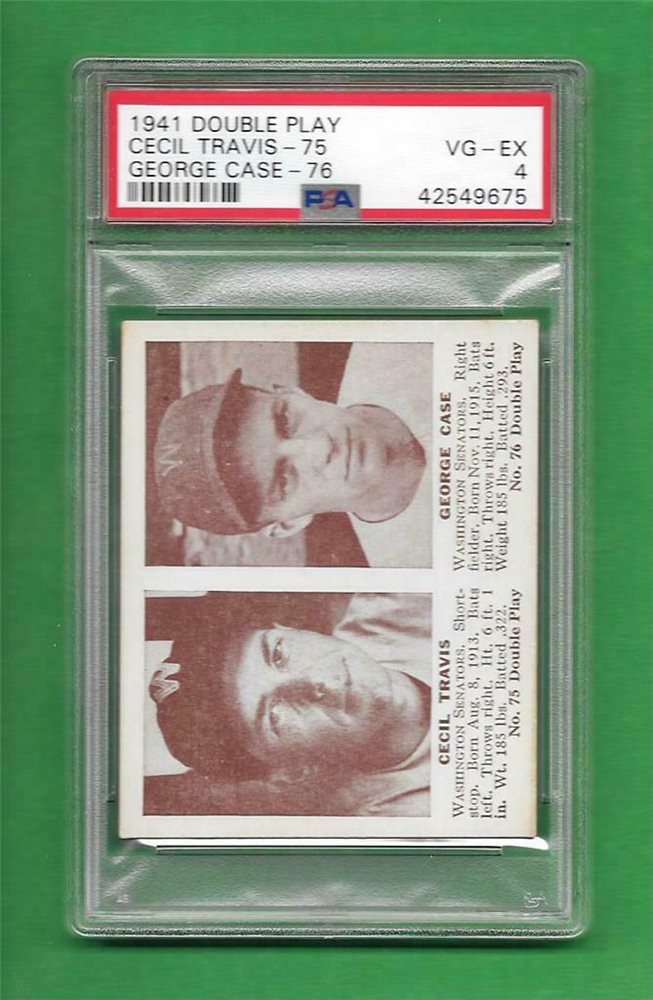 1941 DOUBLE PLAY
CECIL TRAVIS - 75
VG - EX
GEORGE CASE - 76
4
PSA
42549675
W
W
CECIL TRAVIS
WASHINGTON SENATORS. Short-
stop. Born Aug. 8, 1913. Bats
left. Throws right. Ht. 6 ft. 1
in. Wt. 185 lbs. Batted .322.
No. 75 Double Play
GEORGE CASE
WASHINGTON SENATORS. Right
fielder. Born Nov. 11, 1915. Bats
right. Throws right. Height 6 ft.
Weight 185 lbs. Batted .293.
No. 76 Double Play